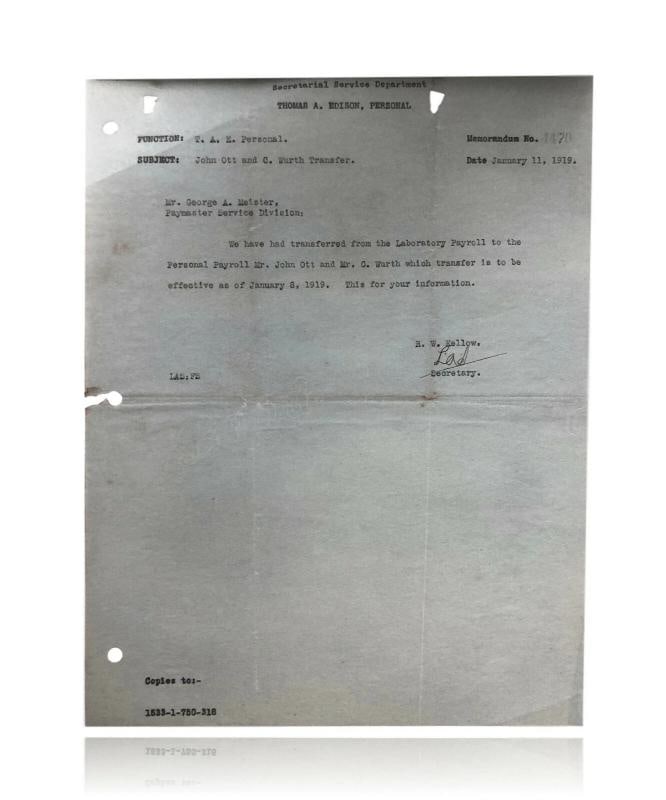 Secretarial Service Department
THOMAS A. EDISON, PERSONAL
FUNCTION: T. A. E. Personal. Memorandum No. 1470
SUBJECT: John Ott and C. Wurth Transfer. Date January 11, 1919.
Mr. George A. Meister,
Paymaster Service Division:
We have had transferred from the Laboratory Payroll to the
Personal Payroll Mr. John Ott and Mr. C. Wurth which transfer is to be
effective as of January 8, 1919. This for your information.
R. W. Kellow.
Secretary.
Copies to:-
1533-1-750-318